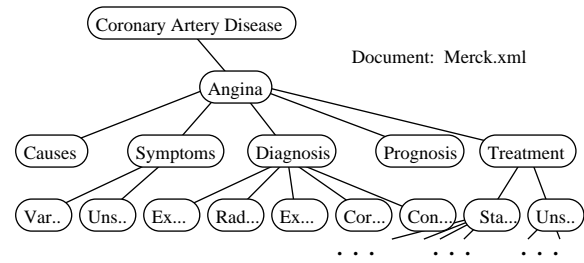 Coronary Artery Disease
Document: Merck.xml
Angina
Causes Symptoms Diagnosis Prognosis Treatment
Var.. Uns.. Ex... Rad... Ex... Cor... Con... Sta... Uns..
. . . . . . . . .